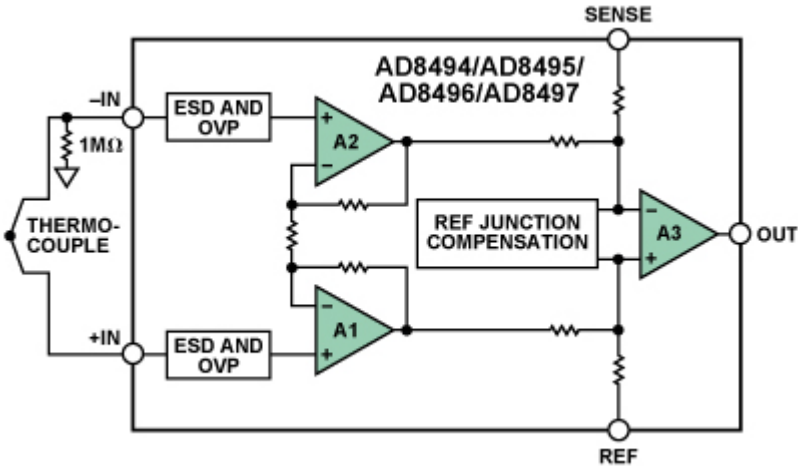 SENSE
AD8494/AD8495/
AD8496/AD8497
–IN
ESD AND
OVP
+
A2
–
1MΩ
THERMO-
COUPLE
REF JUNCTION
COMPENSATION
–
A3
+
OUT
+IN
ESD AND
OVP
–
A1
+
REF